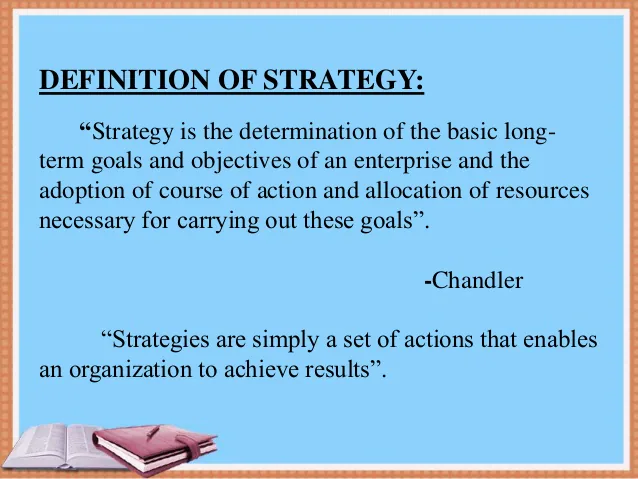 DEFINITION OF STRATEGY:
“Strategy is the determination of the basic long-
term goals and objectives of an enterprise and the
adoption of course of action and allocation of resources
necessary for carrying out these goals”.
-Chandler
“Strategies are simply a set of actions that enables
an organization to achieve results”.